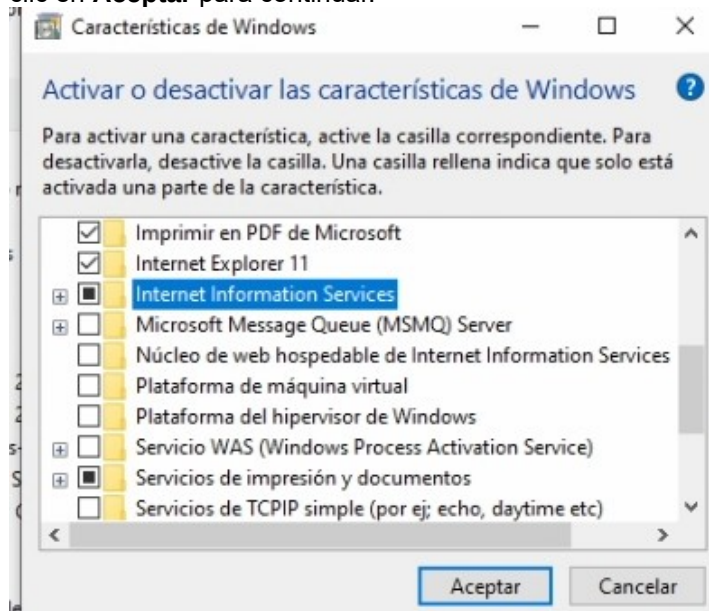 clic en Aceptar para continuar.
Características de Windows
Activar o desactivar las características de Windows
Para activar una característica, active la casilla correspondiente. Para
desactivarla, desactive la casilla. Una casilla rellena indica que solo está
activada una parte de la característica.
Imprimir en PDF de Microsoft
Internet Explorer 11
Internet Information Services
Microsoft Message Queue (MSMQ) Server
Núcleo de web hospedable de Internet Information Services
Plataforma de máquina virtual
Plataforma del hipervisor de Windows
Servicio WAS (Windows Process Activation Service)
Servicios de impresión y documentos
Servicios de TCPIP simple (por ej; echo, daytime etc)
Aceptar Cancelar